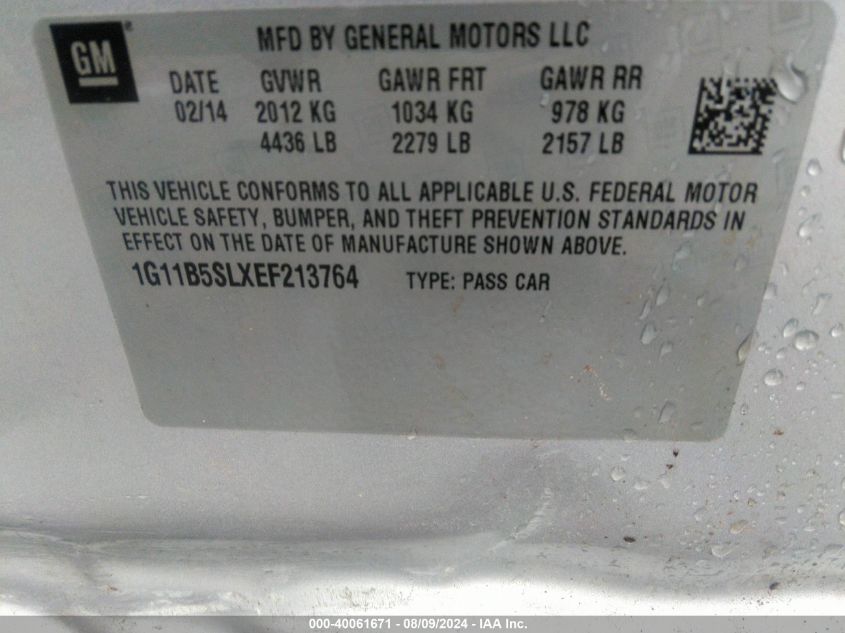 GM
MFD BY GENERAL MOTORS LLC
DATE GVWR GAWR FRT GAWR RR
02/14 2012 KG 1034 KG 978 KG
4436 LB 2279 LB 2157 LB
THIS VEHICLE CONFORMS TO ALL APPLICABLE U.S. FEDERAL MOTOR
VEHICLE SAFETY, BUMPER, AND THEFT PREVENTION STANDARDS IN
EFFECT ON THE DATE OF MANUFACTURE SHOWN ABOVE.
1G11B5SLXEF213764 TYPE: PASS CAR
000-40061671 - 08/09/2024 - IAA Inc.